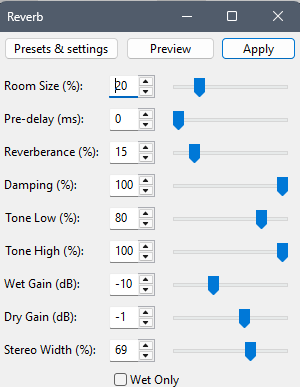 Reverb
Presets & settings Preview Apply
Room Size (%): 20
Pre-delay (ms): 0
Reverberance (%): 15
Damping (%): 100
Tone Low (%): 80
Tone High (%): 100
Wet Gain (dB): -10
Dry Gain (dB): -1
Stereo Width (%): 69
Wet Only